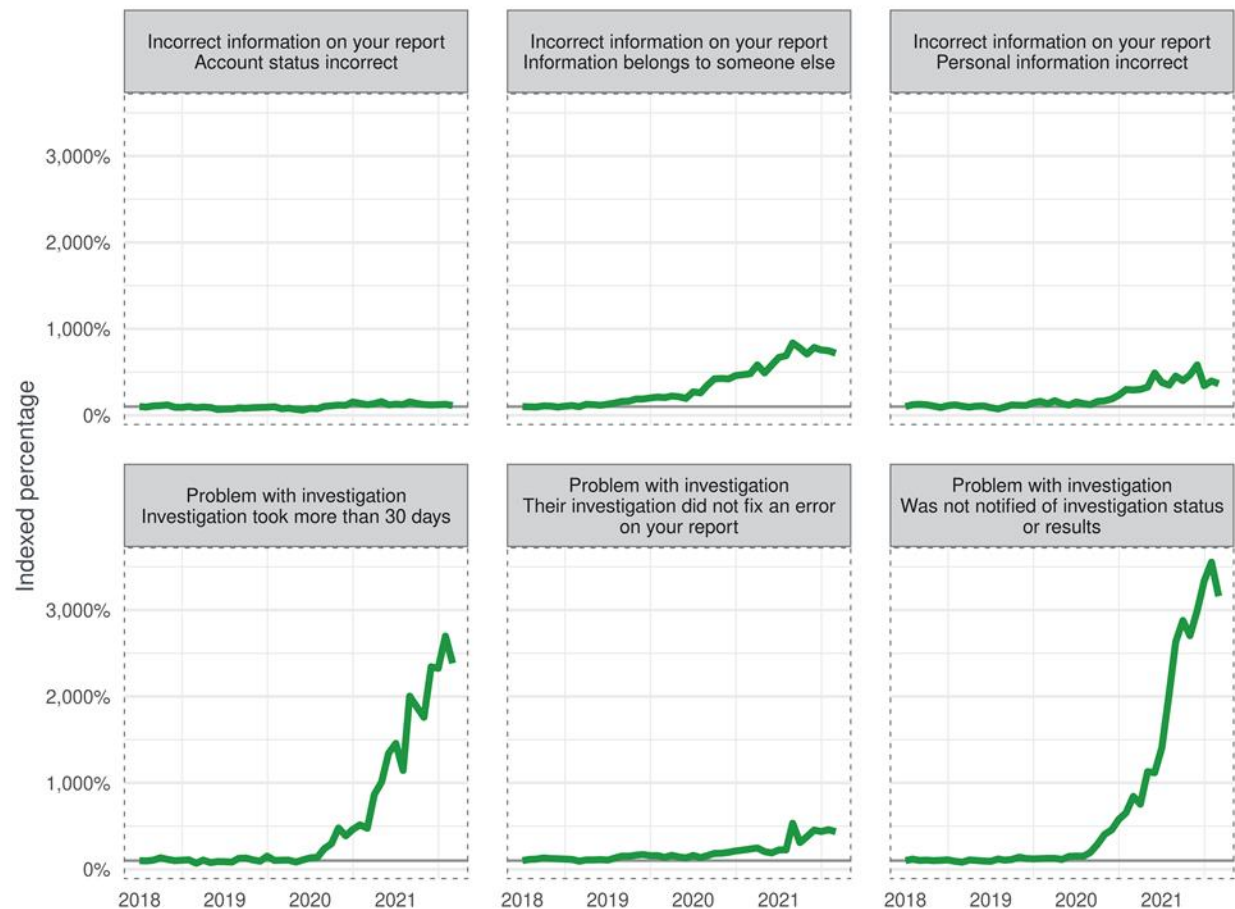 Incorrect information on your report
Account status incorrect
Incorrect information on your report
Information belongs to someone else
Incorrect information on your report
Personal information incorrect
3,000%
2,000%
1,000%
0%
Indexed percentage
Problem with investigation
Investigation took more than 30 days
Problem with investigation
Their investigation did not fix an error
on your report
Problem with investigation
Was not notified of investigation status
or results
3,000%
2,000%
1,000%
0%
2018 2019 2020 2021
2018 2019 2020 2021
2018 2019 2020 2021